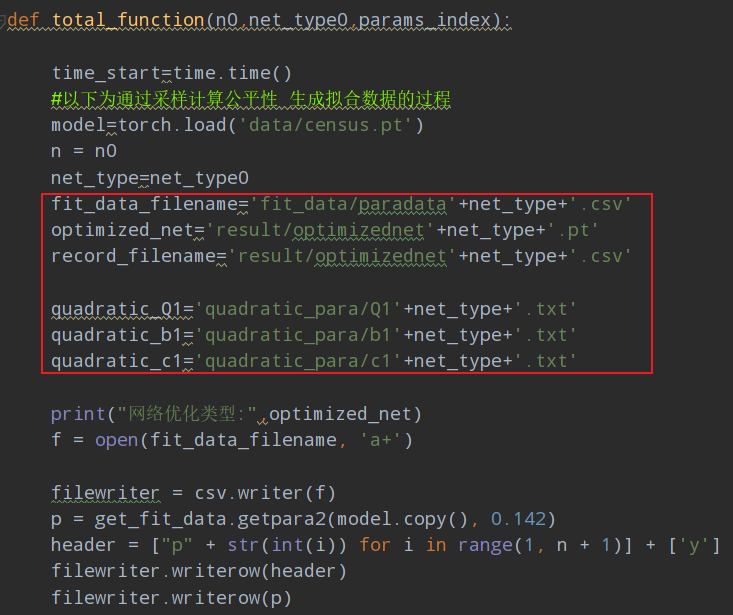 def total_function(n0,net_type0,params_index):
time_start=time.time()
#以下为通过采样计算公平性 生成拟合数据的过程
model=torch.load('data/census.pt')
n = n0
net_type=net_type0
fit_data_filename='fit_data/paradata'+net_type+'.csv'
optimized_net='result/optimizednet'+net_type+'.pt'
record_filename='result/optimizednet'+net_type+'.csv'
quadratic_Q1='quadratic_para/Q1'+net_type+'.txt'
quadratic_b1='quadratic_para/b1'+net_type+'.txt'
quadratic_c1='quadratic_para/c1'+net_type+'.txt'
print("网络优化类型:",optimized_net)
f = open(fit_data_filename, 'a+')
filewriter = csv.writer(f)
p = get_fit_data.getpara2(model.copy(), 0.142)
header = ["p" + str(int(i)) for i in range(1, n + 1)] + ['y']
filewriter.writerow(header)
filewriter.writerow(p)